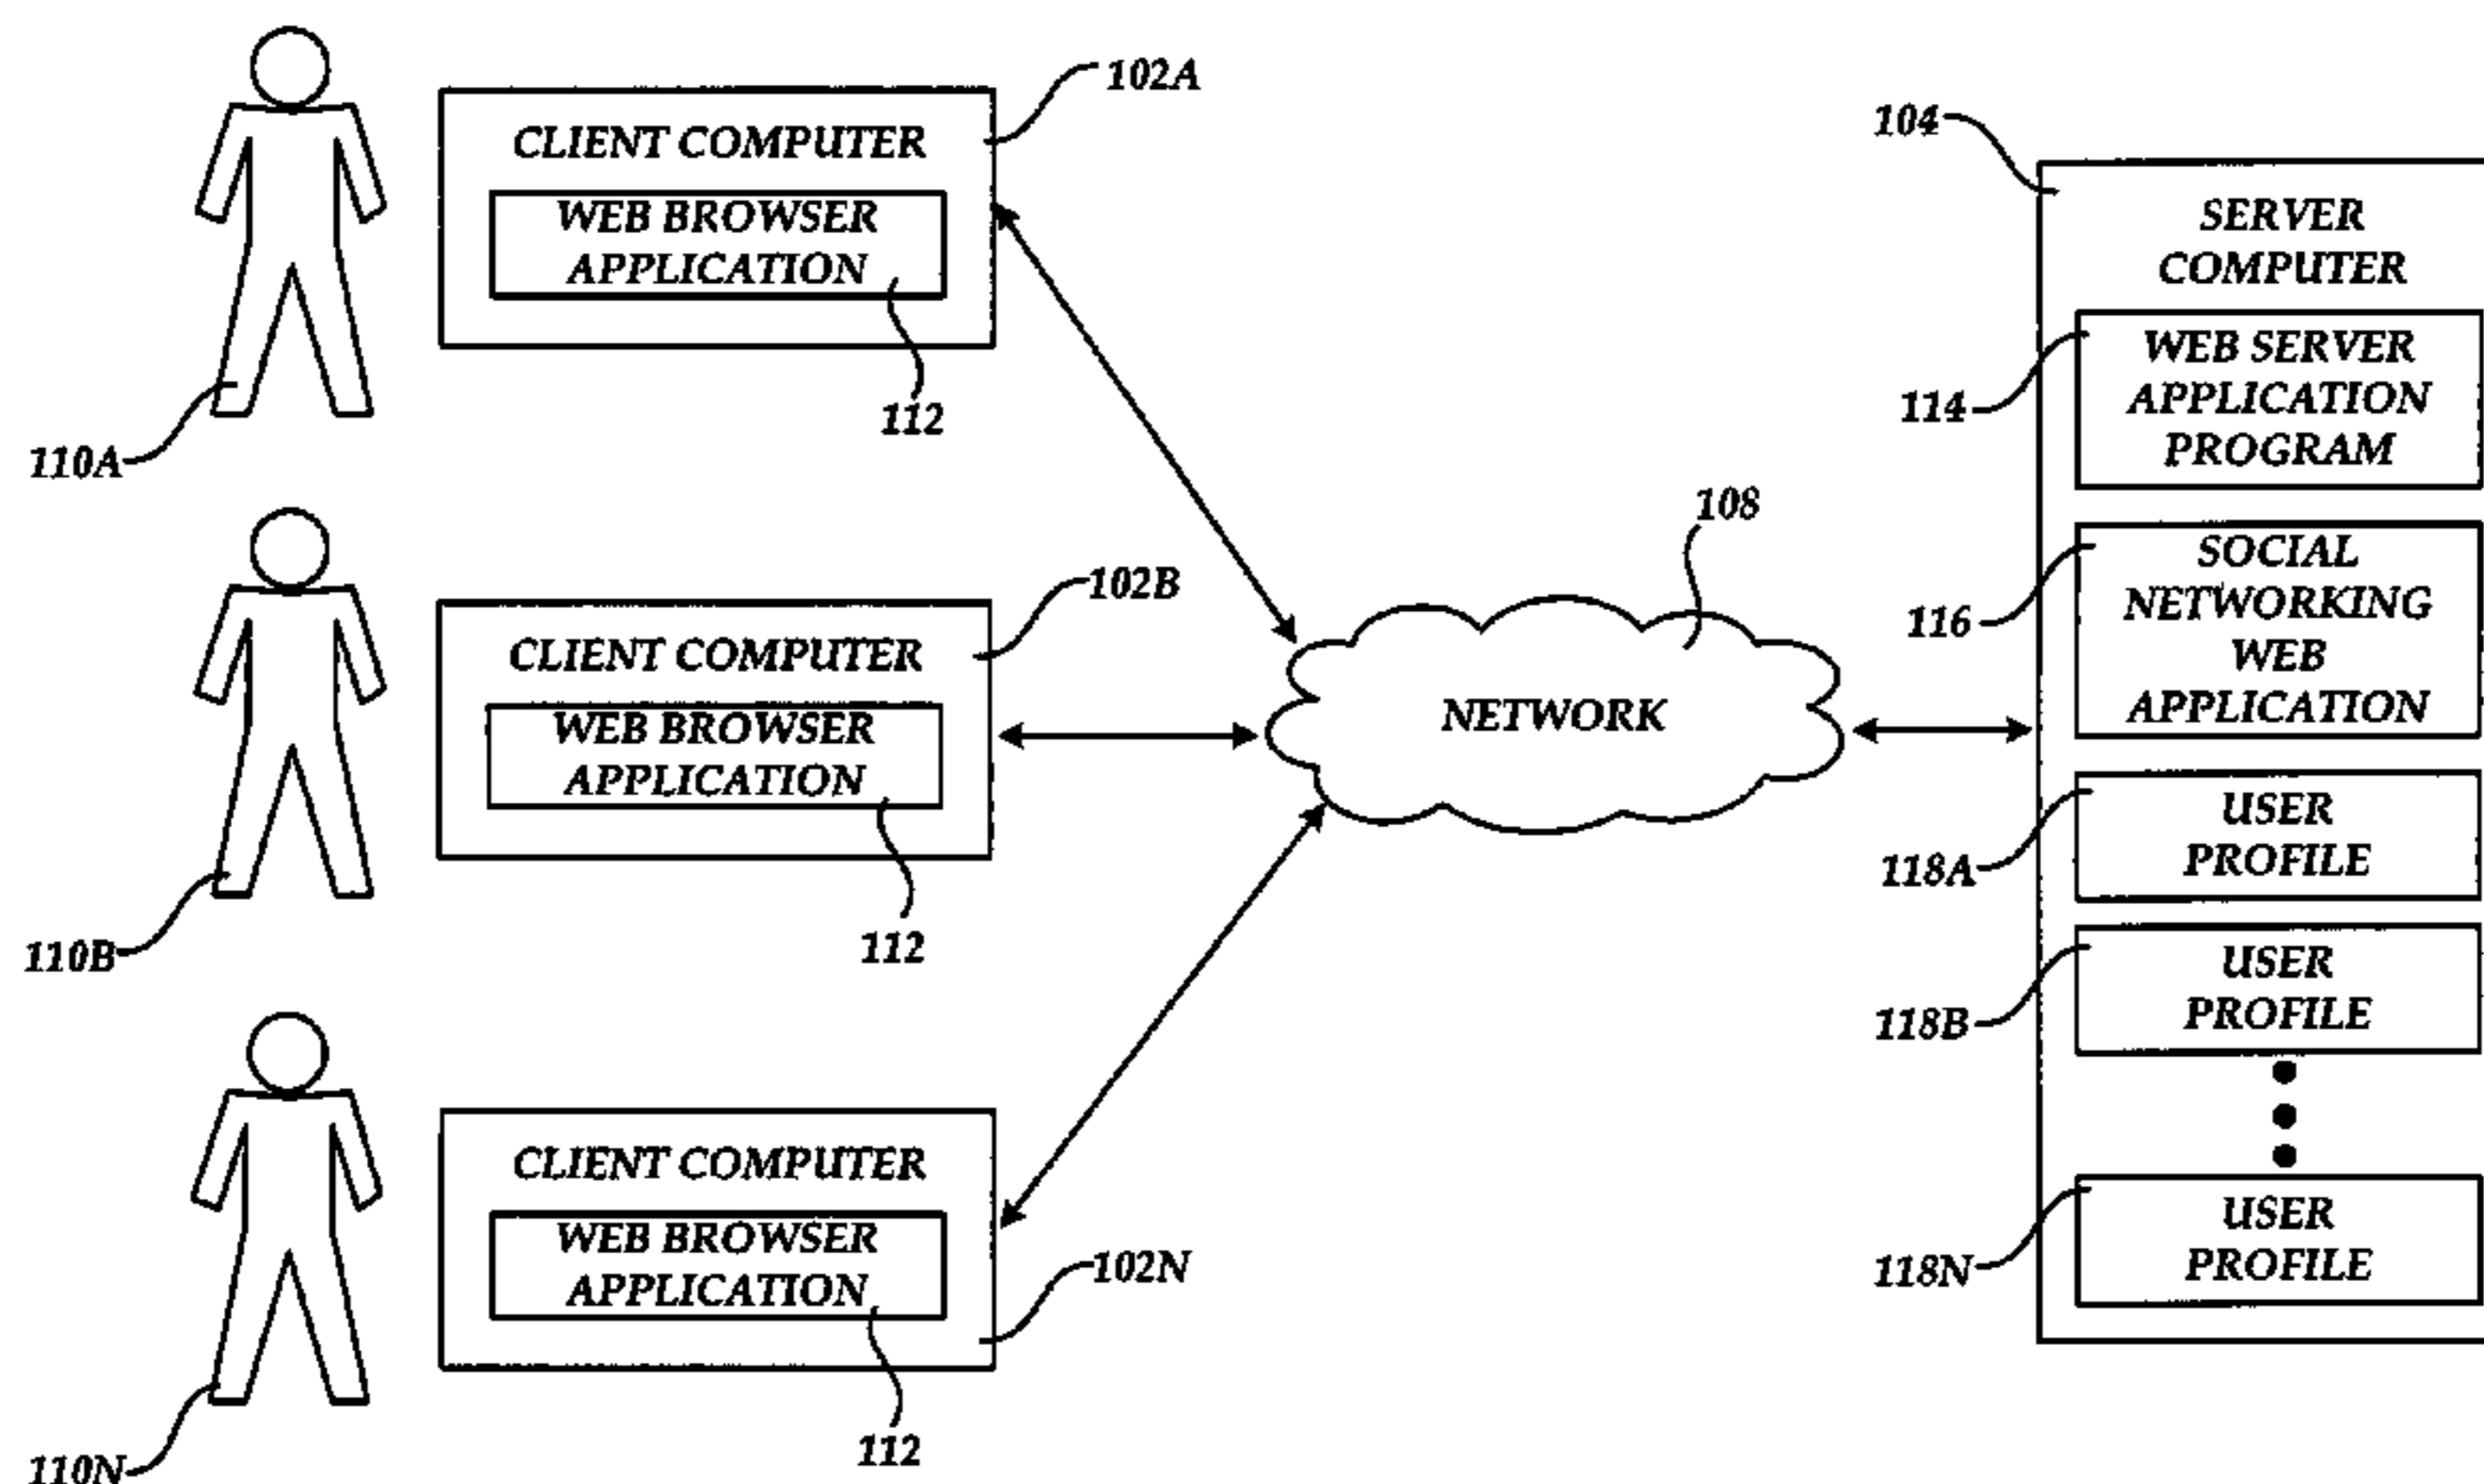 102A
CLIENT COMPUTER
WEB BROWSER
APPLICATION
112
110A
102B
CLIENT COMPUTER
WEB BROWSER
APPLICATION
112
110B
CLIENT COMPUTER
WEB BROWSER
APPLICATION
102N
112
110N
108
NETWORK
104
SERVER
COMPUTER
WEB SERVER
APPLICATION
PROGRAM
114
SOCIAL
NETWORKING
WEB
APPLICATION
116
USER
PROFILE
118A
USER
PROFILE
118B
USER
PROFILE
118N